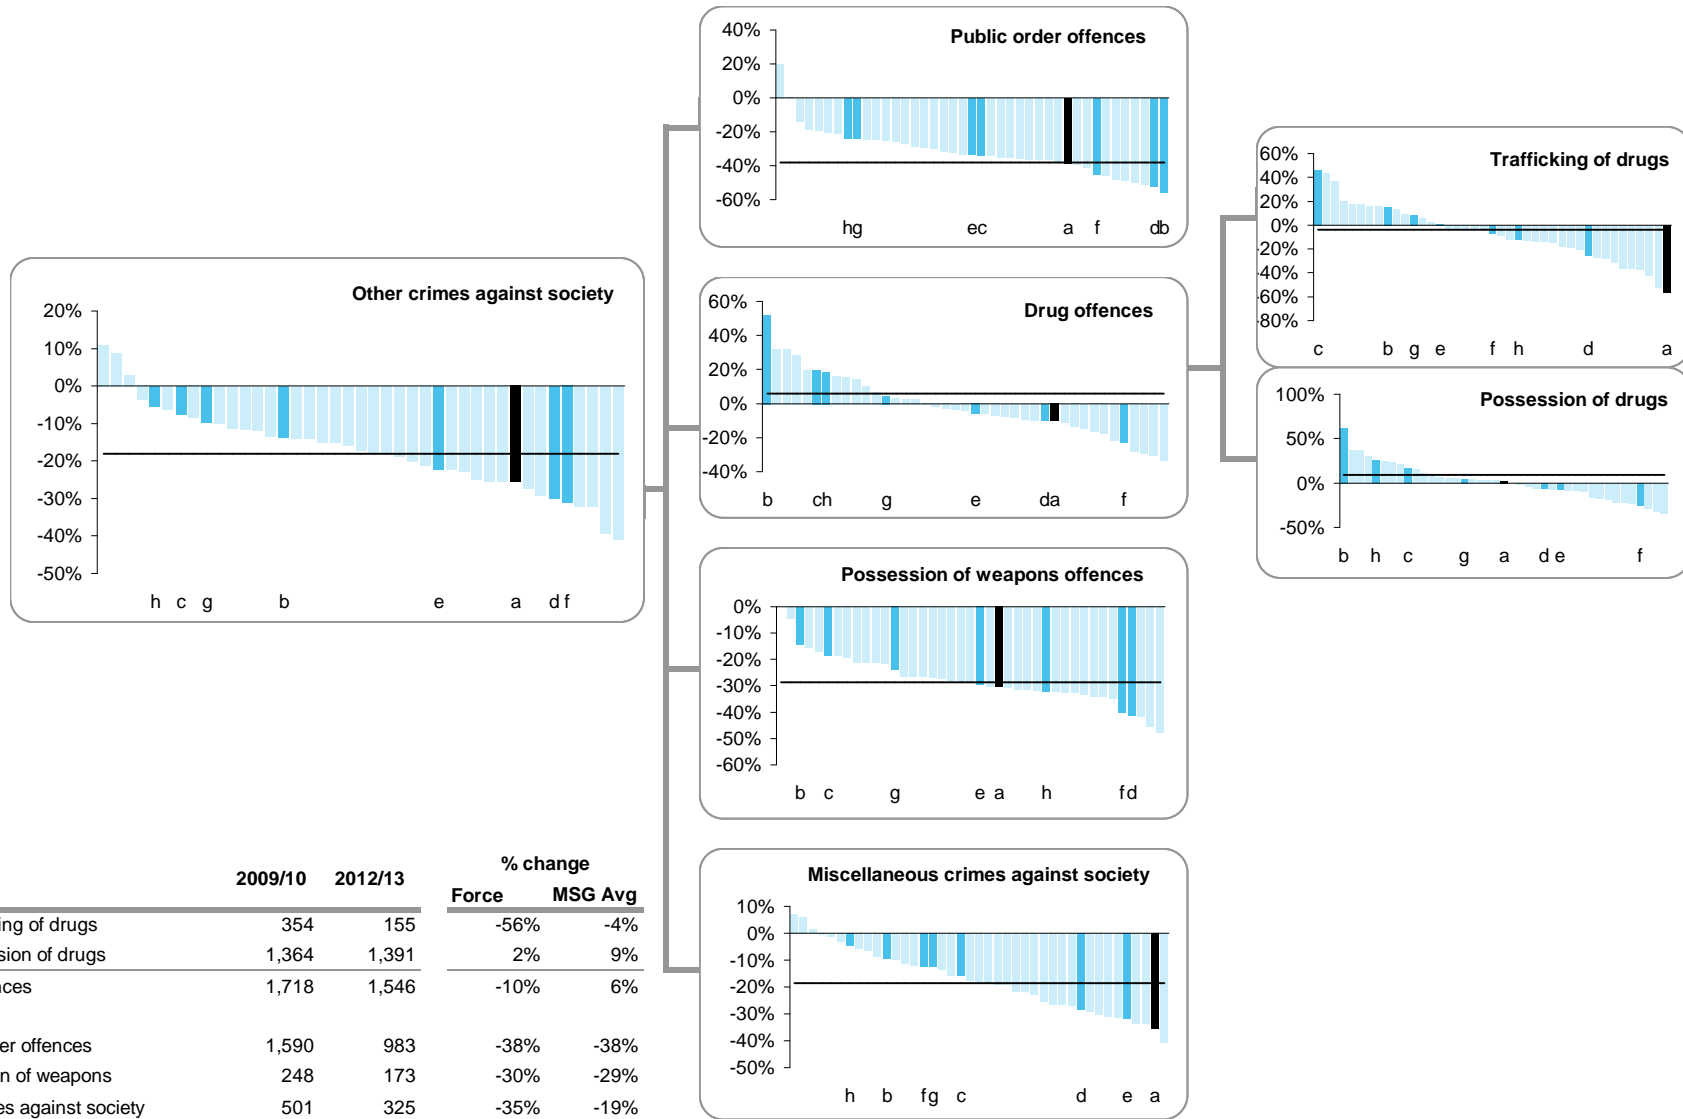 Public order offences
40%
20%
0%
-20%
-40%
-60%
hg ec a f db
Trafficking of drugs
60%
40%
20%
0%
-20%
-40%
-60%
-80%
c b g e f h d a
Other crimes against society
20%
10%
0%
-10%
-20%
-30%
-40%
-50%
h c g b e a d f
Drug offences
60%
40%
20%
0%
-20%
-40%
b ch g e da f
Possession of drugs
100%
50%
0%
-50%
b h c g a d e f
Possession of weapons offences
0%
-10%
-20%
-30%
-40%
-50%
-60%
b c g e a h f d
Miscellaneous crimes against society
10%
0%
-10%
-20%
-30%
-40%
-50%
h b f g c d e a
% change
2009/10 2012/13 Force MSG Avg
ing of drugs 354 155 -56% -4%
sion of drugs 1,364 1,391 2% 9%
nces 1,718 1,546 -10% 6%
er offences 1,590 983 -38% -38%
n of weapons 248 173 -30% -29%
es against society 501 325 -35% -19%